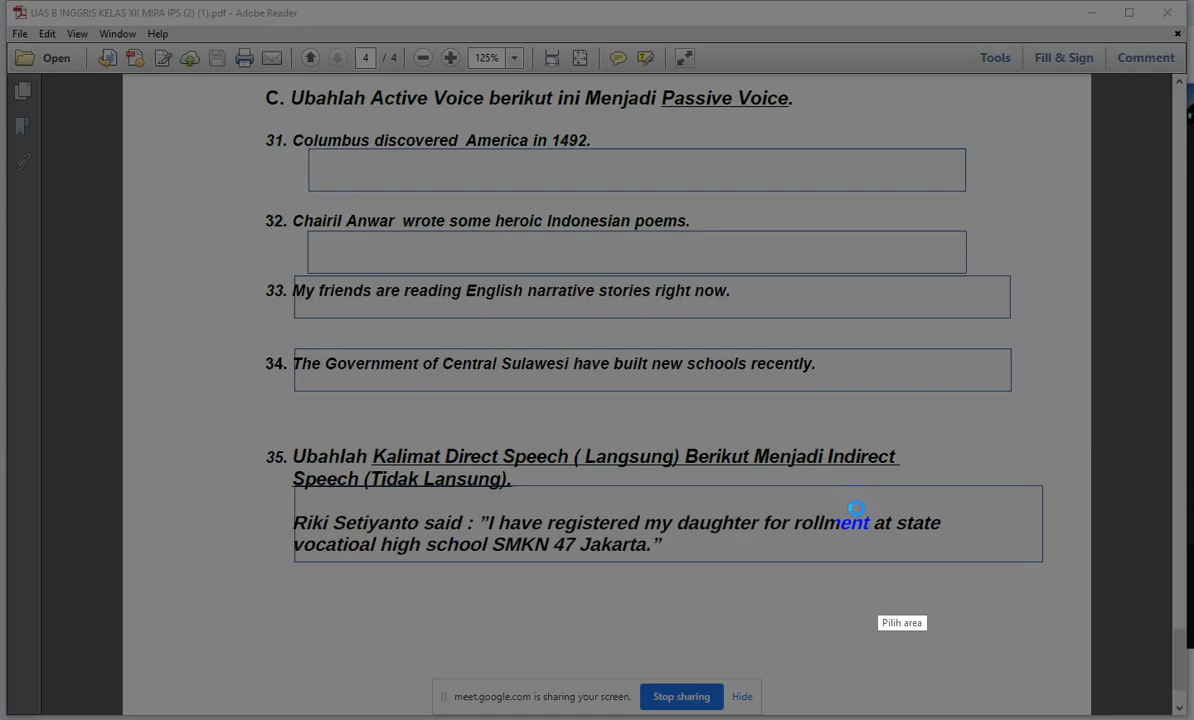 UAS B INGGRIS KELAS XII MIPA IPS (2) (1).pdf - Adobe Reader
File Edit View Window Help
Open 4 / 4 125% Tools Fill & Sign Comment
C. Ubahlah Active Voice berikut ini Menjadi Passive Voice.
31. Columbus discovered America in 1492.
32. Chairil Anwar wrote some heroic Indonesian poems.
33. My friends are reading English narrative stories right now.
34. The Government of Central Sulawesi have built new schools recently.
35. Ubahlah Kalimat Direct Speech ( Langsung) Berikut Menjadi Indirect
Speech (Tidak Lansung).
Riki Setiyanto said : ”I have registered my daughter for rollment at state
vocatioal high school SMKN 47 Jakarta.”
Pilih area
meet.google.com is sharing your screen. Stop sharing Hide